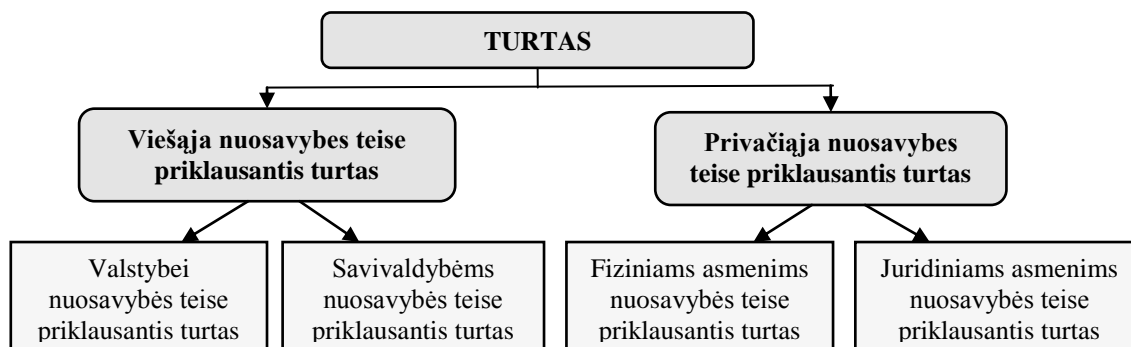 TURTAS
Viešąja nuosavybes teise
priklausantis turtas
Privačiąja nuosavybes
teise priklausantis turtas
Valstybei
nuosavybės teise
priklausantis turtas
Savivaldybėms
nuosavybės teise
priklausantis turtas
Fiziniams asmenims
nuosavybės teise
priklausantis turtas
Juridiniams asmenims
nuosavybės teise
priklausantis turtas